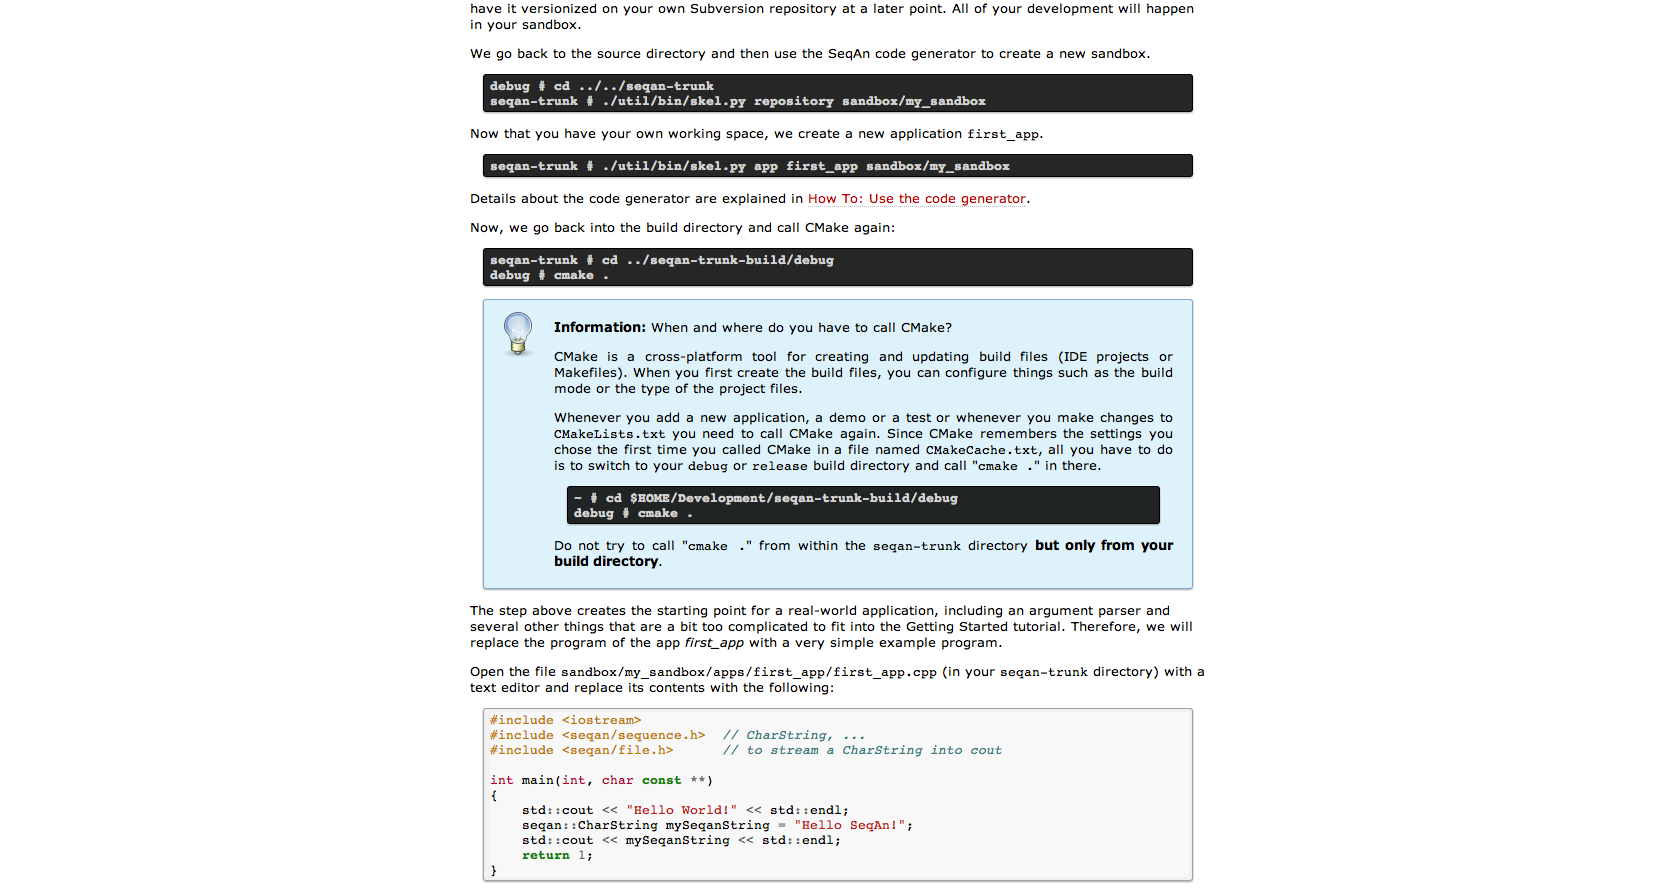 have it versionized on your own Subversion repository at a later point. All of your development will happen
in your sandbox.
We go back to the source directory and then use the SeqAn code generator to create a new sandbox.
debug # cd ../../seqan-trunk
seqan-trunk # ./util/bin/skel.py repository sandbox/my_sandbox
Now that you have your own working space, we create a new application first_app.
seqan-trunk # ./util/bin/skel.py app first_app sandbox/my_sandbox
Details about the code generator are explained in How To: Use the code generator.
Now, we go back into the build directory and call CMake again:
seqan-trunk # cd ../seqan-trunk-build/debug
debug # cmake .
Information: When and where do you have to call CMake?
CMake is a cross-platform tool for creating and updating build files (IDE projects or
Makefiles). When you first create the build files, you can configure things such as the build
mode or the type of the project files.
Whenever you add a new application, a demo or a test or whenever you make changes to
CMakeLists.txt you need to call CMake again. Since CMake remembers the settings you
chose the first time you called CMake in a file named CMakeCache.txt, all you have to do
is to switch to your debug or release build directory and call "cmake ." in there.
~ # cd $HOME/Development/seqan-trunk-build/debug
debug # cmake .
Do not try to call "cmake ." from within the seqan-trunk directory but only from your
build directory.
The step above creates the starting point for a real-world application, including an argument parser and
several other things that are a bit too complicated to fit into the Getting Started tutorial. Therefore, we will
replace the program of the app first_app with a very simple example program.
Open the file sandbox/my_sandbox/apps/first_app/first_app.cpp (in your seqan-trunk directory) with a
text editor and replace its contents with the following:
#include <iostream>
#include <seqan/sequence.h>  // CharString, ...
#include <seqan/file.h>      // to stream a CharString into cout
int main(int, char const **)
{
    std::cout << "Hello World!" << std::endl;
    seqan::CharString mySeqanString = "Hello SeqAn!";
    std::cout << mySeqanString << std::endl;
    return 1;
}